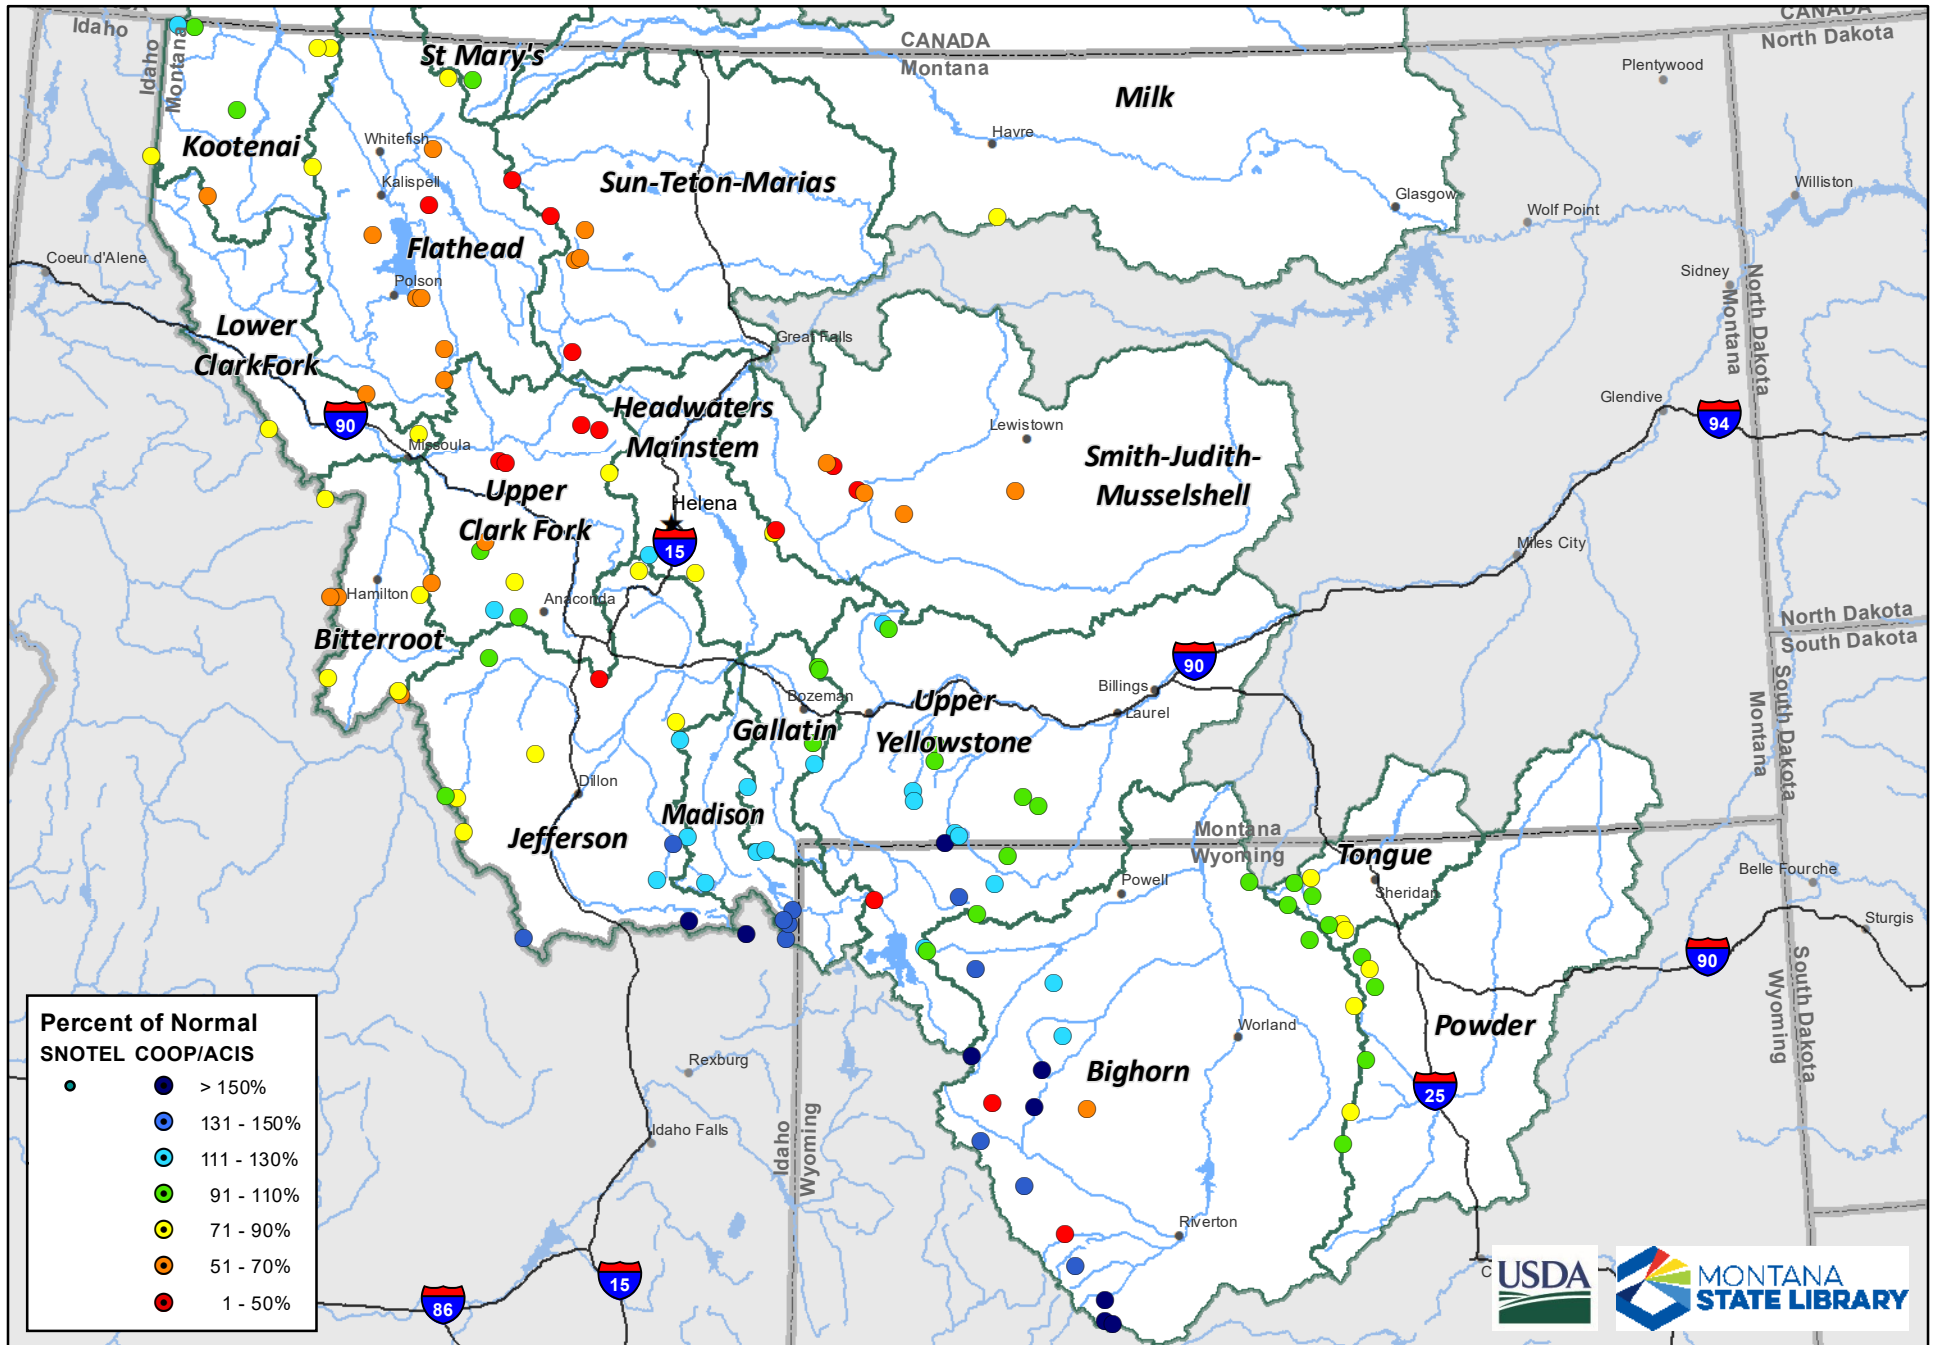 CANADA
Idaho
Idaho
Montana
St Mary's
CANADA
Montana
CANADA
North Dakota
Plentywood
Milk
Havre
Whitefish
Kootenai
Kalispell
Sun-Teton-Marias
Glasgow
Wolf Point
Williston
Coeur d'Alene
Flathead
Polson
Sidney
Montana
North Dakota
Lower
ClarkFork
Great Falls
Headwaters
Mainstem
Lewistown
Glendive
94
90
Missoula
Smith-Judith-
Musselshell
Upper
Clark Fork
Helena
15
Miles City
Hamilton
Anaconda
Bitterroot
North Dakota
South Dakota
90
Billings
Laurel
Bozeman
Gallatin
Upper
Yellowstone
Montana
South Dakota
Dillon
Madison
Jefferson
Montana
Wyoming
Tongue
Sheridan
Powell
Belle Fourche
Sturgis
90
Wyoming
South Dakota
Worland
Powder
Bighorn
25
Rexburg
Idaho Falls
Idaho
Wyoming
Riverton
15
86
Percent of Normal
SNOTEL COOP/ACIS
> 150%
131 - 150%
111 - 130%
91 - 110%
71 - 90%
51 - 70%
1 - 50%
C
USDA
MONTANA
STATE LIBRARY